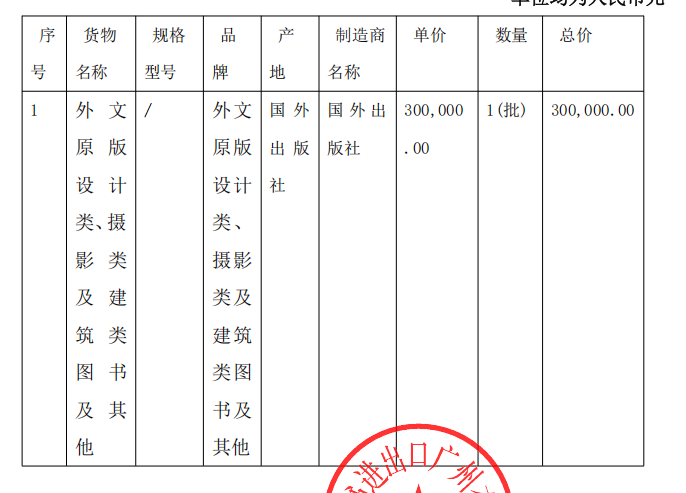 单位均为人民币元
序号 货物名称 规格型号 品牌 产地 制造商名称 单价 数量 总价
1 外文原版设计类、摄影类及建筑类图书及其他 / 外文原版设计类、摄影类及建筑类图书及其他 国外出版社 国外出版社 300,000.00 1(批) 300,000.00
进出口广州